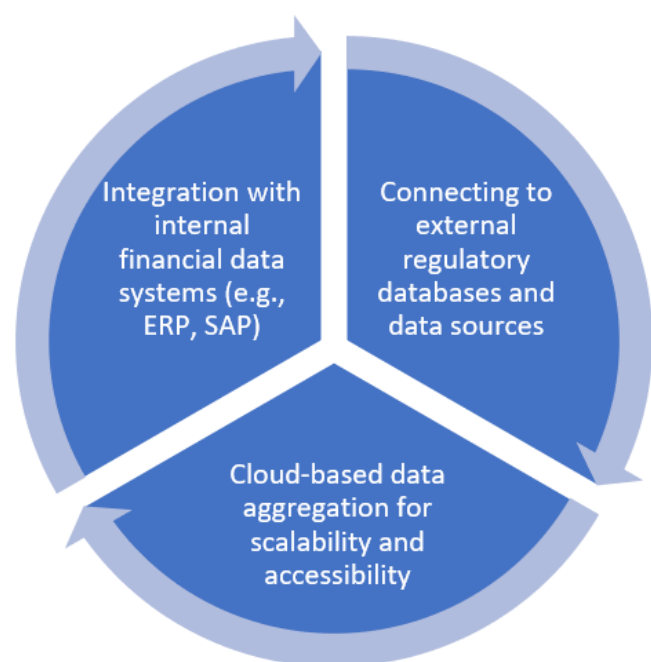 Integration with
internal
financial data
systems (e.g.,
ERP, SAP)
Connecting to
external
regulatory
databases and
data sources
Cloud-based data
aggregation for
scalability and
accessibility